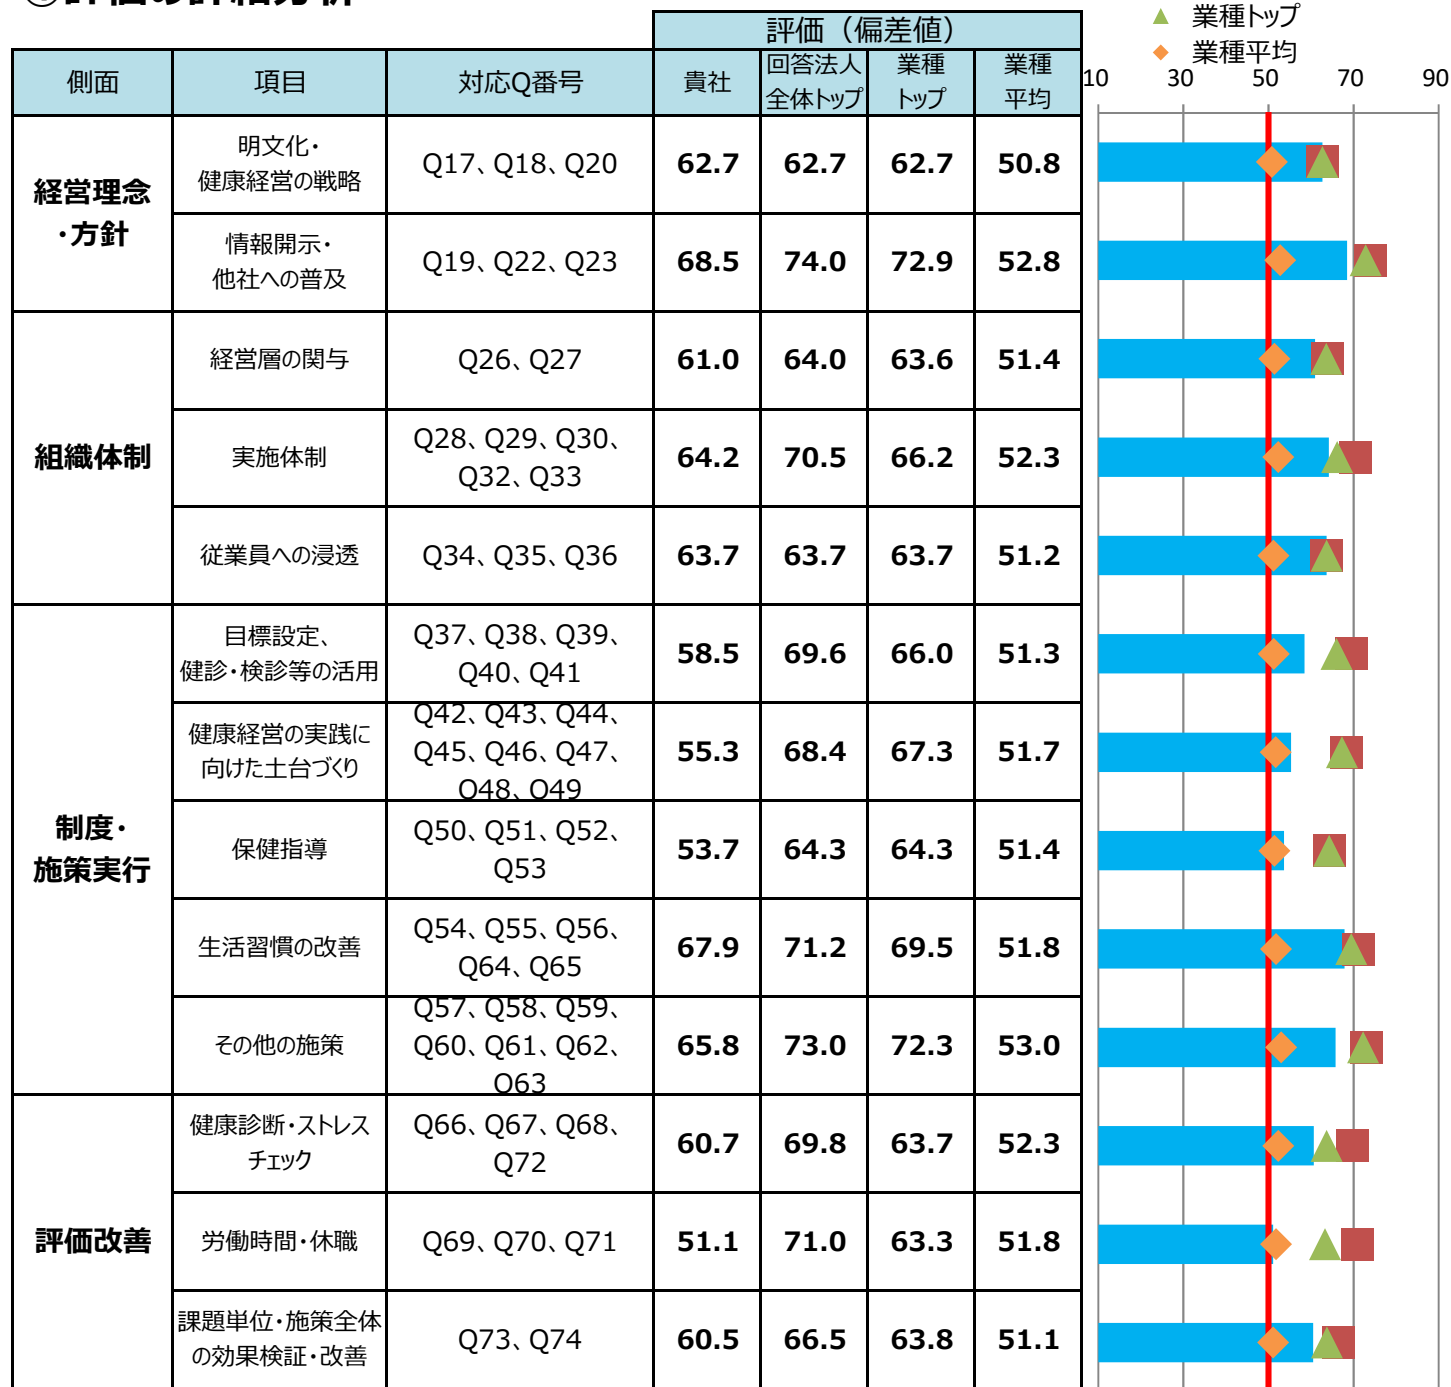 ①評価の詳細分析
▲ 業種トップ
◆ 業種平均
評価（偏差値）
側面 項目 対応Q番号 貴社 回答法人全体トップ 業種トップ 業種平均
10 30 50 70 90
経営理念・方針
明文化・
健康経営の戦略
Q17、Q18、Q20 62.7 62.7 62.7 50.8
情報開示・
他社への普及
Q19、Q22、Q23 68.5 74.0 72.9 52.8
組織体制
経営層の関与 Q26、Q27 61.0 64.0 63.6 51.4
実施体制
Q28、Q29、Q30、
Q32、Q33
64.2 70.5 66.2 52.3
従業員への浸透 Q34、Q35、Q36 63.7 63.7 63.7 51.2
制度・
施策実行
目標設定、
健診・検診等の活用
Q37、Q38、Q39、
Q40、Q41
58.5 69.6 66.0 51.3
健康経営の実践に
向けた土台づくり
Q42、Q43、Q44、
Q45、Q46、Q47、
Q48、Q49
55.3 68.4 67.3 51.7
保健指導
Q50、Q51、Q52、
Q53
53.7 64.3 64.3 51.4
生活習慣の改善
Q54、Q55、Q56、
Q64、Q65
67.9 71.2 69.5 51.8
その他の施策
Q57、Q58、Q59、
Q60、Q61、Q62、
Q63
65.8 73.0 72.3 53.0
評価改善
健康診断・ストレス
チェック
Q66、Q67、Q68、
Q72
60.7 69.8 63.7 52.3
労働時間・休職 Q69、Q70、Q71 51.1 71.0 63.3 51.8
課題単位・施策全体
の効果検証・改善
Q73、Q74 60.5 66.5 63.8 51.1